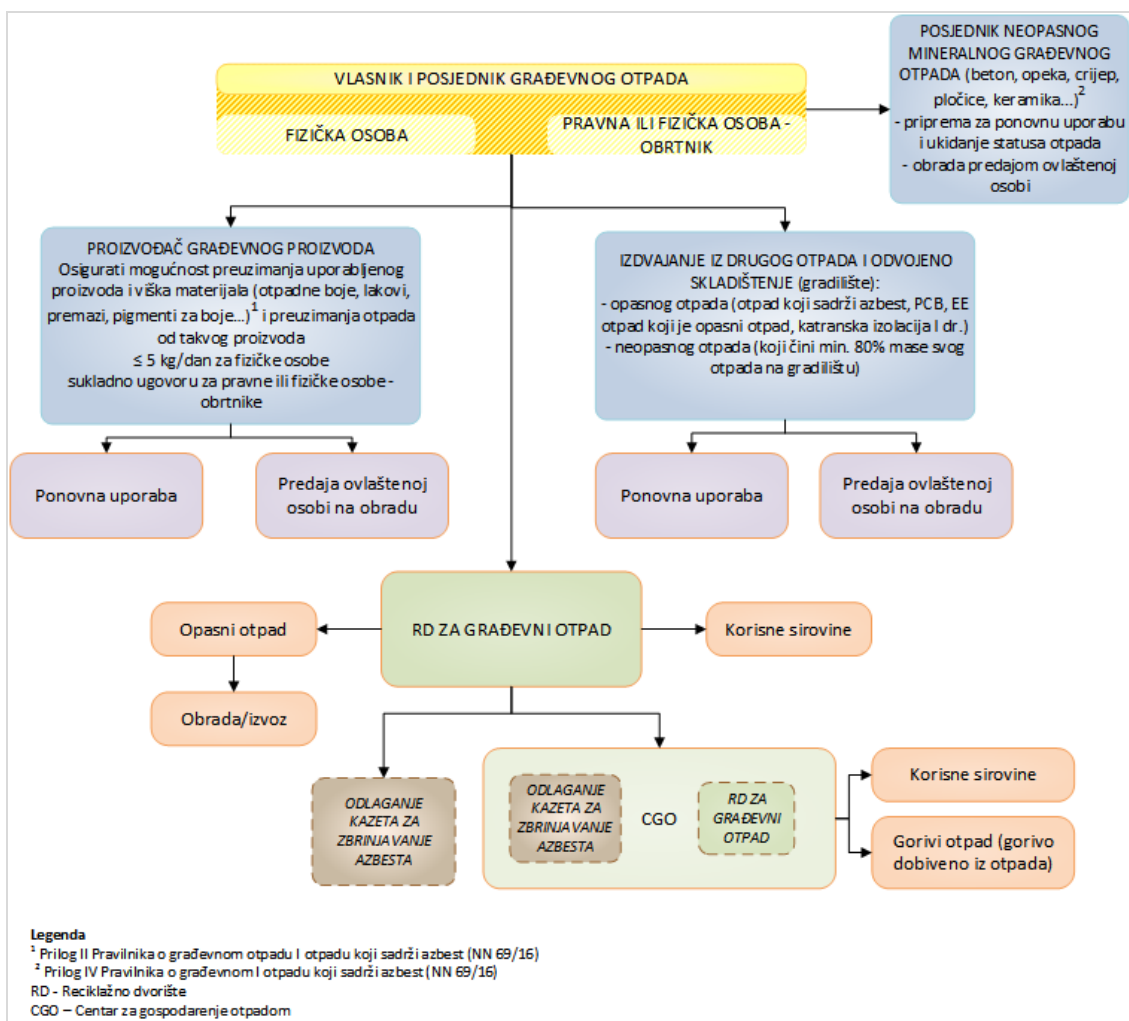 VLASNIK I POSJEDNIK GRAĐEVNOG OTPADA
FIZIČKA OSOBA
PRAVNA ILI FIZIČKA OSOBA -
OBRTNIK
POSJEDNIK NEOPASNOG
MINERALNOG GRAĐEVNOG
OTPADA (beton, opeka, crijep,
pločice, keramika...)²
- priprema za ponovnu uporabu
i ukidanje statusa otpada
- obrada predajom ovlaštenoj
osobi
PROIZVOĐAČ GRAĐEVNOG PROIZVODA
Osigurati mogućnost preuzimanja uporabljenog
proizvoda i viška materijala (otpadne boje, lakovi,
premazi, pigmenti za boje...)¹ i preuzimanja otpada
od takvog proizvoda
≤ 5 kg/dan za fizičke osobe
sukladno ugovoru za pravne ili fizičke osobe -
obrtnike
IZDVAJANJE IZ DRUGOG OTPADA I ODVOJENO
SKLADIŠTENJE (gradilište):
- opasnog otpada (otpad koji sadrži azbest, PCB, EE
otpad koji je opasni otpad, katranska izolacija I dr.)
- neopasnog otpada (koji čini min. 80% mase svog
otpada na gradilištu)
Ponovna uporaba
Predaja ovlaštenoj
osobi na obradu
Ponovna uporaba
Predaja ovlaštenoj
osobi na obradu
Opasni otpad
RD ZA GRAĐEVNI OTPAD
Korisne sirovine
Obrada/izvoz
ODLAGANJE
KAZETA ZA
ZBRINJAVANJE
AZBESTA
ODLAGANJE
KAZETA ZA
ZBRINJAVANJE
AZBESTA
CGO
RD ZA
GRAĐEVNI
OTPAD
Korisne sirovine
Gorivi otpad (gorivo
dobiveno iz otpada)
Legenda
¹ Prilog II Pravilnika o građevnom otpadu I otpadu koji sadrži azbest (NN 69/16)
² Prilog IV Pravilnika o građevnom I otpadu koji sadrži azbest (NN 69/16)
RD - Reciklažno dvorište
CGO – Centar za gospodarenje otpadom